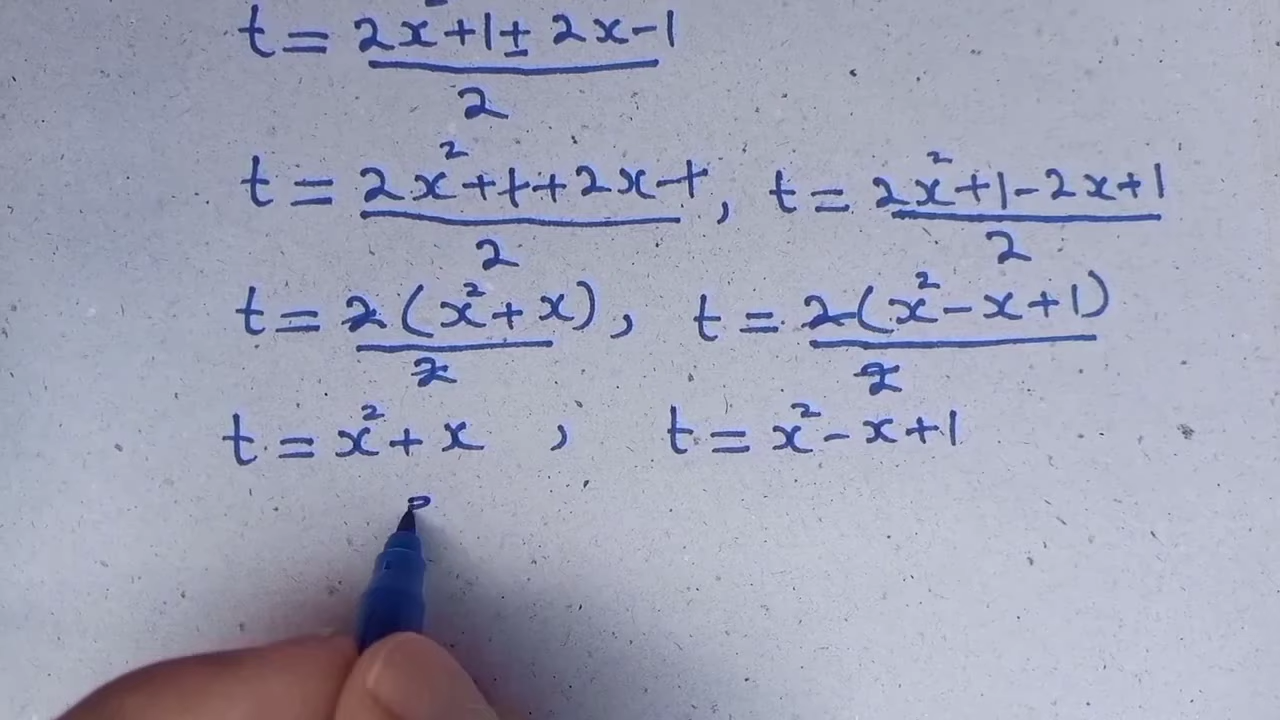 t = 2x²+1 ± 2x-1
2
t = 2x²+1+2x-1 , t = 2x²+1-2x+1
2 2
t = 2(x²+x) , t = 2(x²-x+1)
2 2
t = x²+x , t = x²-x+1